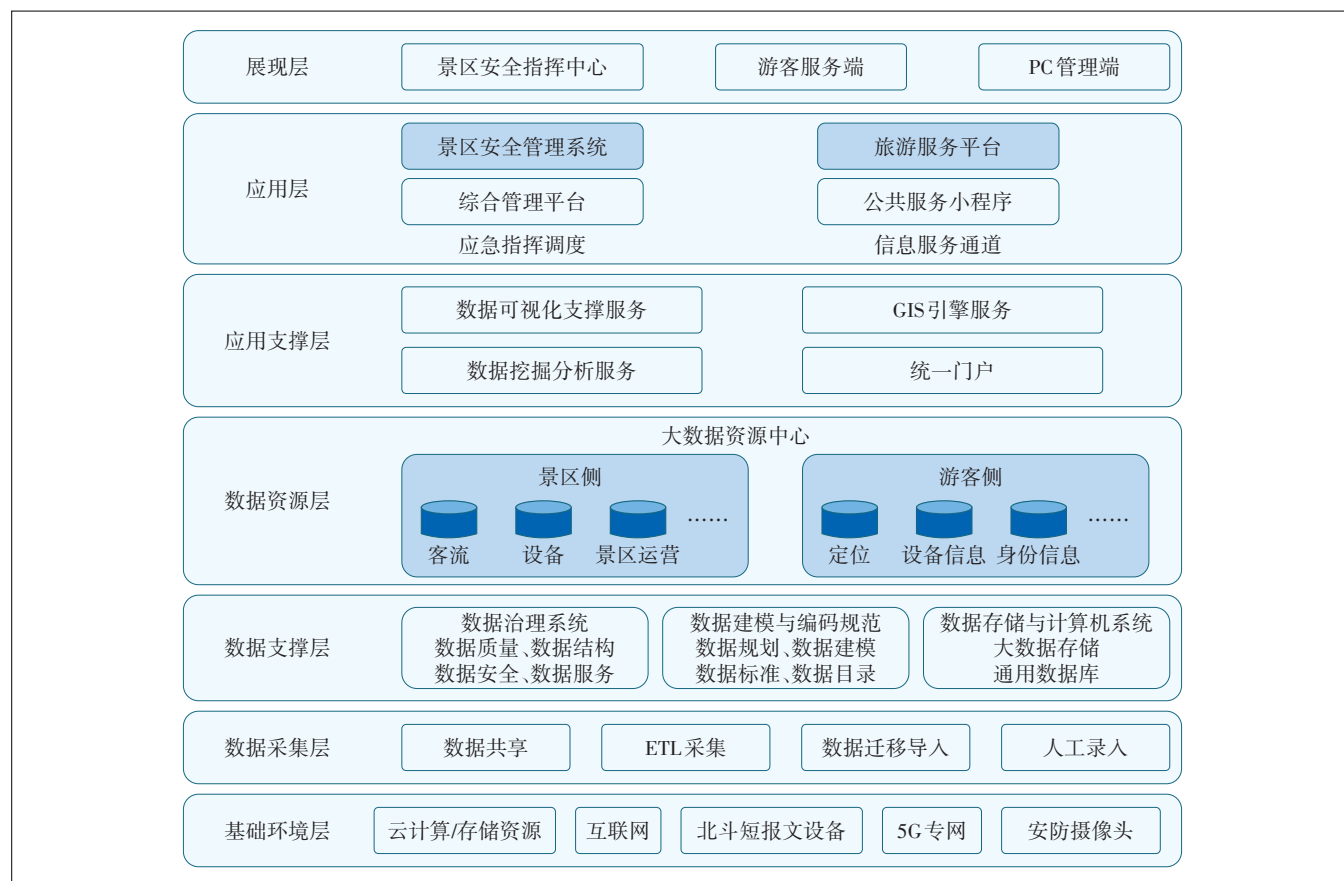 展现层
景区安全指挥中心
游客服务端
PC管理端
应用层
景区安全管理系统
旅游服务平台
综合管理平台
公共服务小程序
应急指挥调度
信息服务通道
应用支撑层
数据可视化支撑服务
GIS引擎服务
数据挖掘分析服务
统一门户
大数据资源中心
数据资源层
景区侧
客流
设备
景区运营
……
游客侧
定位
设备信息
身份信息
……
数据支撑层
数据治理系统
数据质量、数据结构
数据安全、数据服务
数据建模与编码规范
数据规划、数据建模
数据标准、数据目录
数据存储与计算机系统
大数据存储
通用数据库
数据采集层
数据共享
ETL采集
数据迁移导入
人工录入
基础环境层
云计算/存储资源
互联网
北斗短报文设备
5G专网
安防摄像头